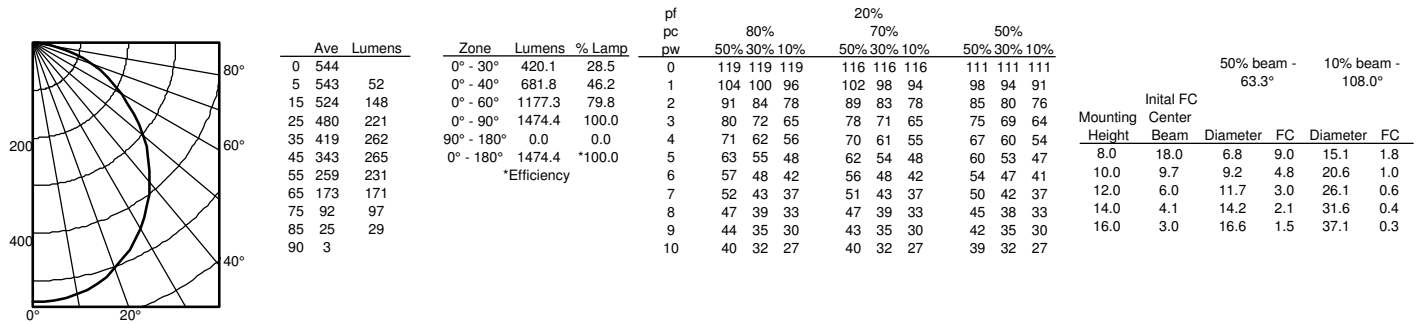 200
400
0° 20°
80°
60°
40°
Ave Lumens
0 544
5 543 52
15 524 148
25 480 221
35 419 262
45 343 265
55 259 231
65 173 171
75 92 97
85 25 29
90 3
Zone Lumens % Lamp
0° - 30° 420.1 28.5
0° - 40° 681.8 46.2
0° - 60° 1177.3 79.8
0° - 90° 1474.4 100.0
90° - 180° 0.0 0.0
0° - 180° 1474.4 *100.0
*Efficiency
pf 20%
pc 80% 70% 50%
pw 50% 30% 10% 50% 30% 10% 50% 30% 10%
0 119 119 119 116 116 116 111 111 111
1 104 100 96 102 98 94 98 94 91
2 91 84 78 89 83 78 85 80 76
3 80 72 65 78 71 65 75 69 64
4 71 62 56 70 61 55 67 60 54
5 63 55 48 62 54 48 60 53 47
6 57 48 42 56 48 42 54 47 41
7 52 43 37 51 43 37 50 42 37
8 47 39 33 47 39 33 45 38 33
9 44 35 30 43 35 30 42 35 30
10 40 32 27 40 32 27 39 32 27
50% beam - 10% beam -
63.3° 108.0°
Inital FC
Mounting Center
Height Beam Diameter FC Diameter FC
8.0 18.0 6.8 9.0 15.1 1.8
10.0 9.7 9.2 4.8 20.6 1.0
12.0 6.0 11.7 3.0 26.1 0.6
14.0 4.1 14.2 2.1 31.6 0.4
16.0 3.0 16.6 1.5 37.1 0.3